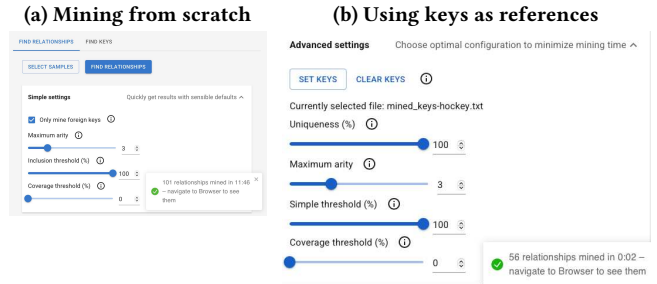 (a) Mining from scratch
FIND RELATIONSHIPS FIND KEYS
SELECT SAMPLES FIND RELATIONSHIPS
Simple settings Quickly get results with sensible defaults
Only mine foreign keys
Maximum arity
3
Inclusion threshold (%)
100
Coverage threshold (%)
0
101 relationships mined in 11:46
– navigate to Browser to see
them
(b) Using keys as references
Advanced settings Choose optimal configuration to minimize mining time
SET KEYS CLEAR KEYS
Currently selected file: mined_keys-hockey.txt
Uniqueness (%)
100
Maximum arity
3
Simple threshold (%)
100
Coverage threshold (%)
0
56 relationships mined in 0:02 –
navigate to Browser to see them